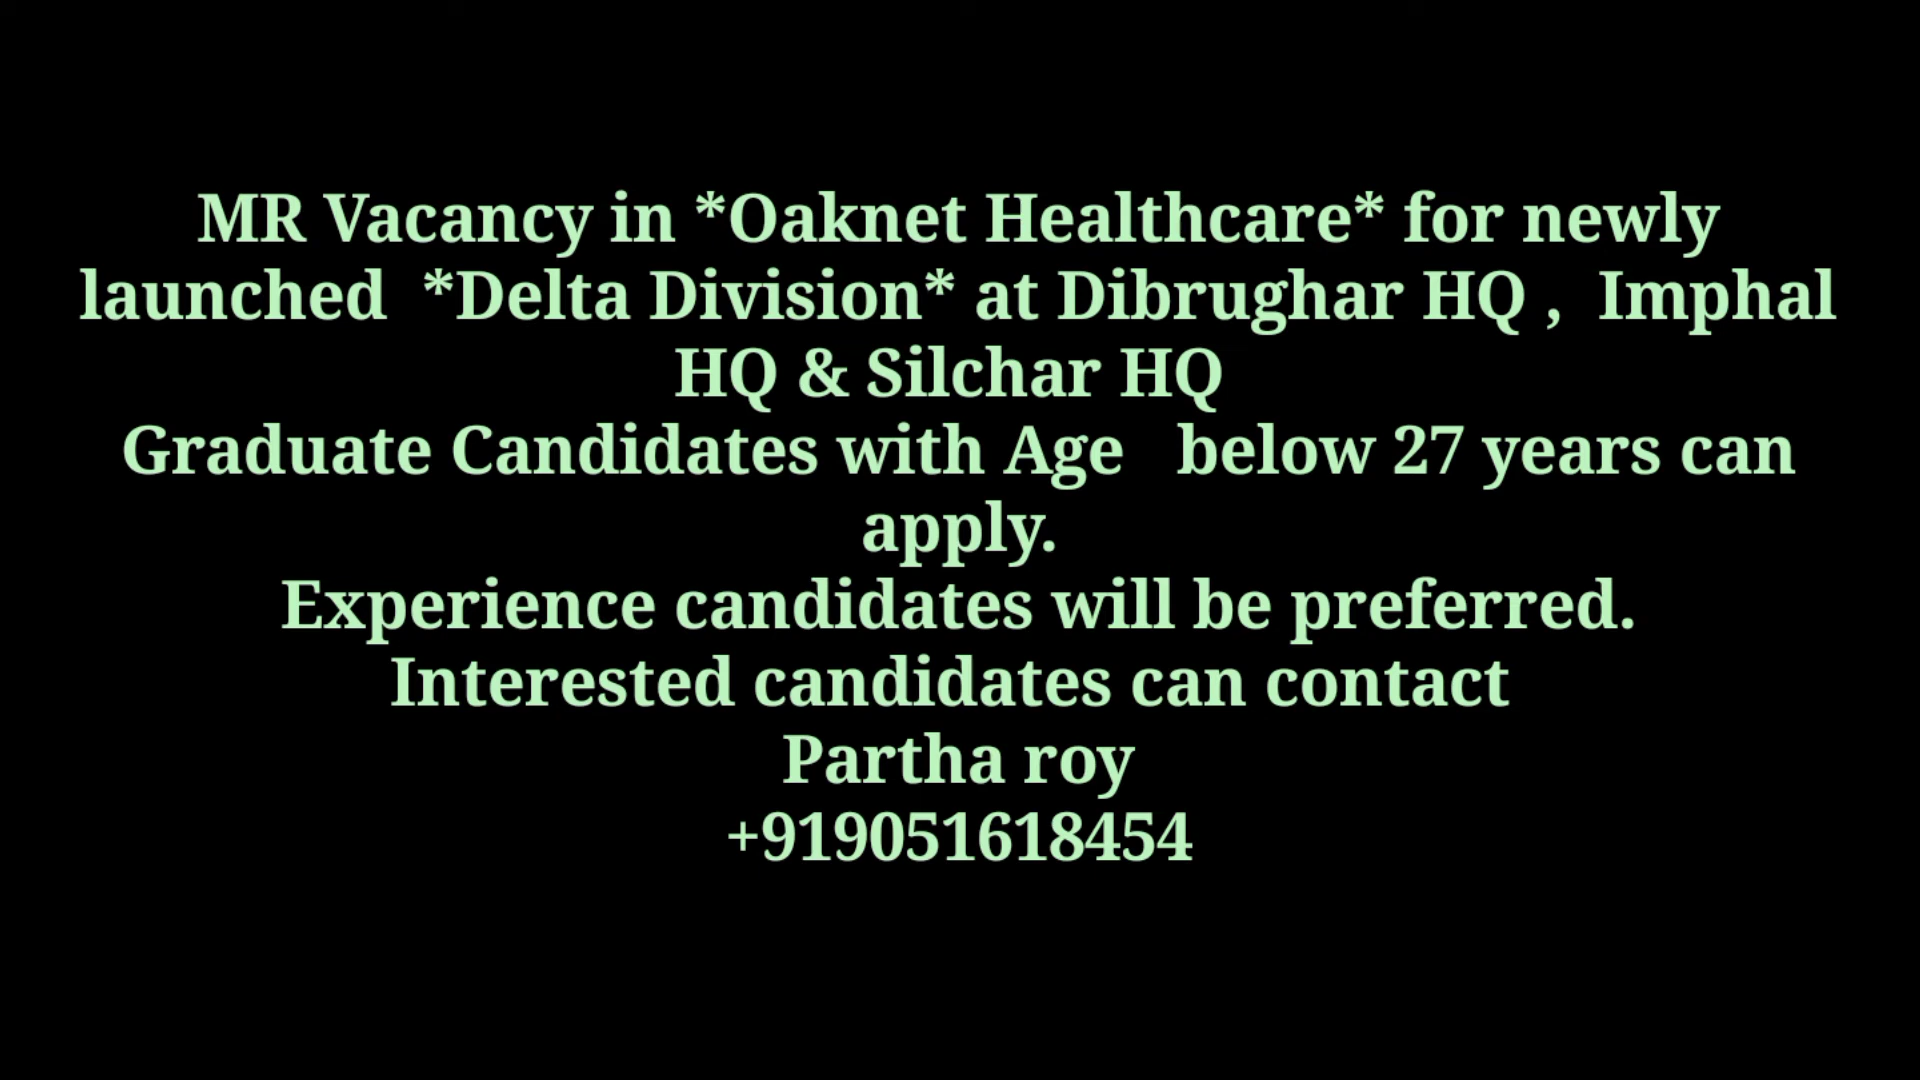 MR Vacancy in *Oaknet Healthcare* for newly
launched  *Delta Division* at Dibrughar HQ ,  Imphal
HQ & Silchar HQ
Graduate Candidates with Age   below 27 years can
apply.
Experience candidates will be preferred.
Interested candidates can contact
Partha roy
+919051618454